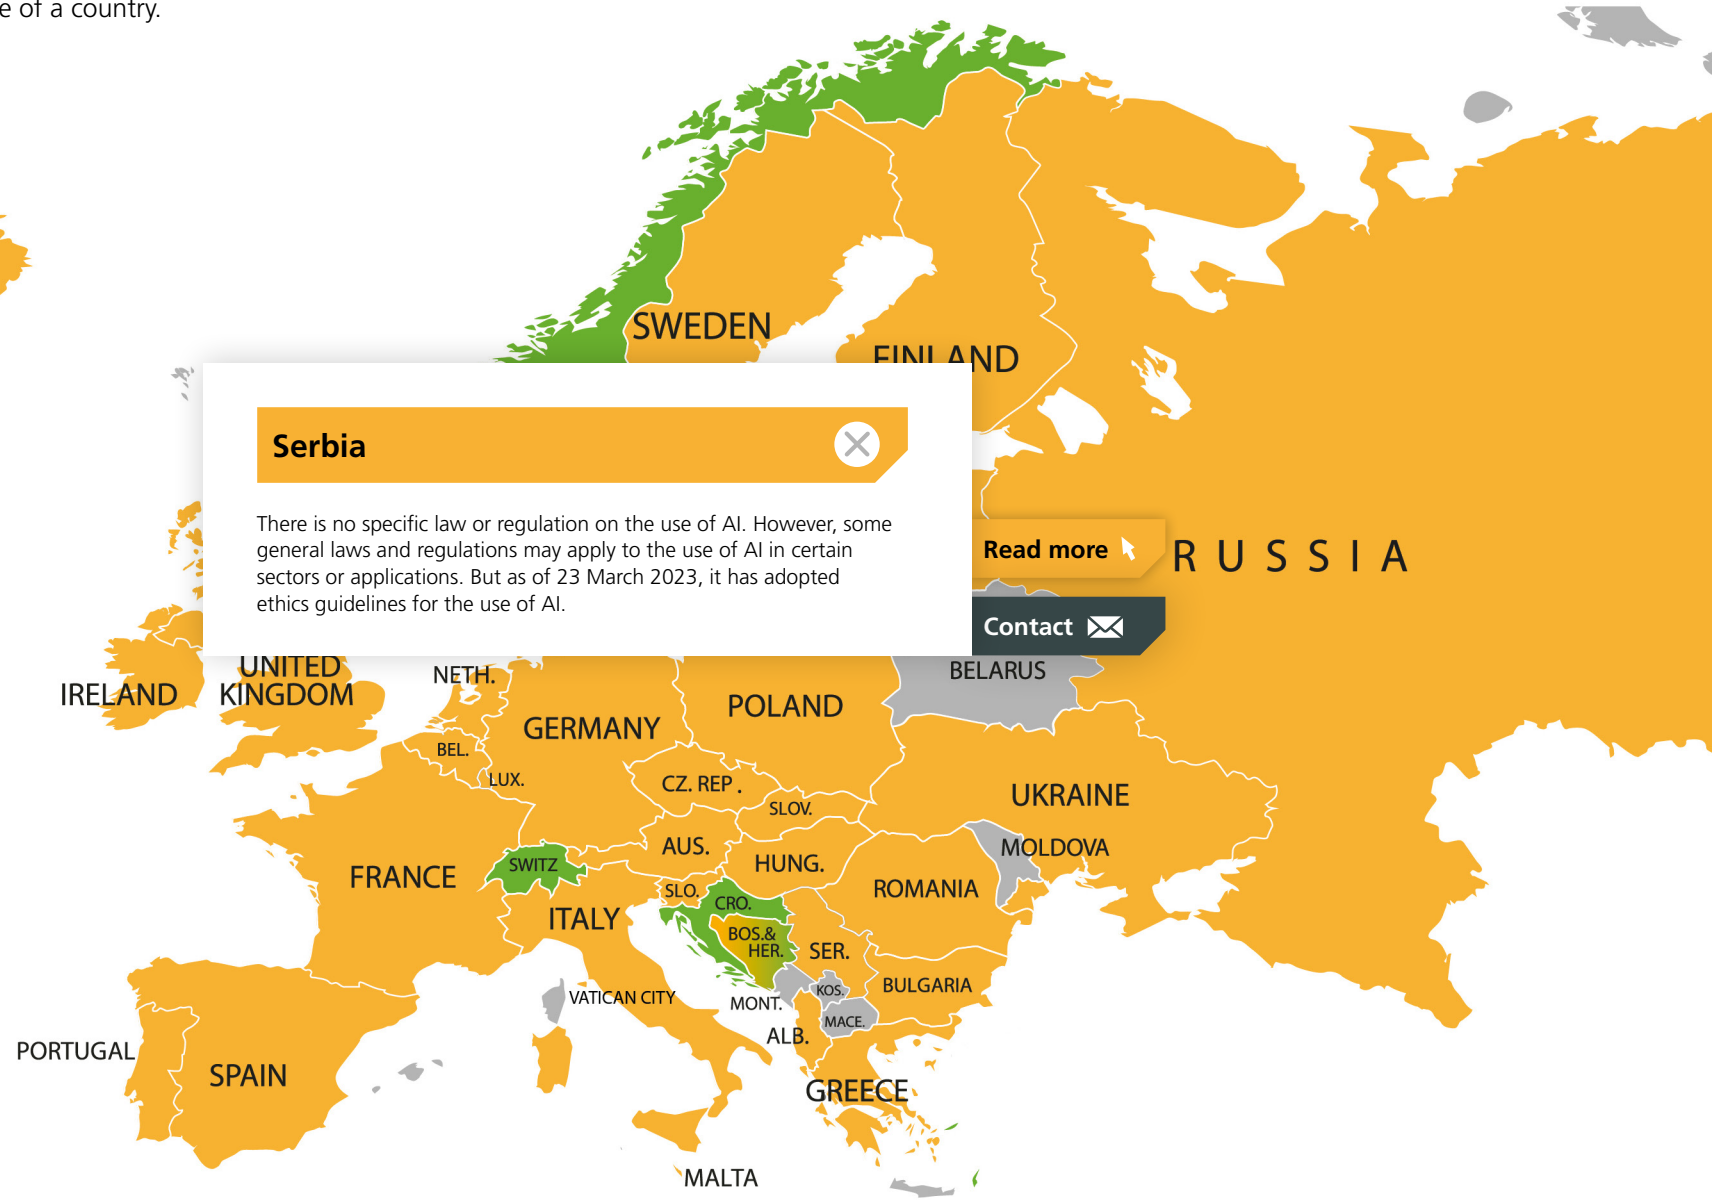 e of a country.
SWEDEN
FINLAND
Serbia
There is no specific law or regulation on the use of AI. However, some
general laws and regulations may apply to the use of AI in certain
sectors or applications. But as of 23 March 2023, it has adopted
ethics guidelines for the use of AI.
Read more
RUSSIA
Contact
UNITED
KINGDOM
IRELAND
NETH.
BELARUS
GERMANY
POLAND
BEL.
LUX.
CZ. REP.
SLOV.
UKRAINE
AUS.
HUNG.
MOLDOVA
FRANCE
SWITZ
SLO.
CRO.
ROMANIA
ITALY
BOS.&
HER.
SER.
BULGARIA
VATICAN CITY
MONT.
KOS.
MACE.
ALB.
PORTUGAL
SPAIN
GREECE
MALTA